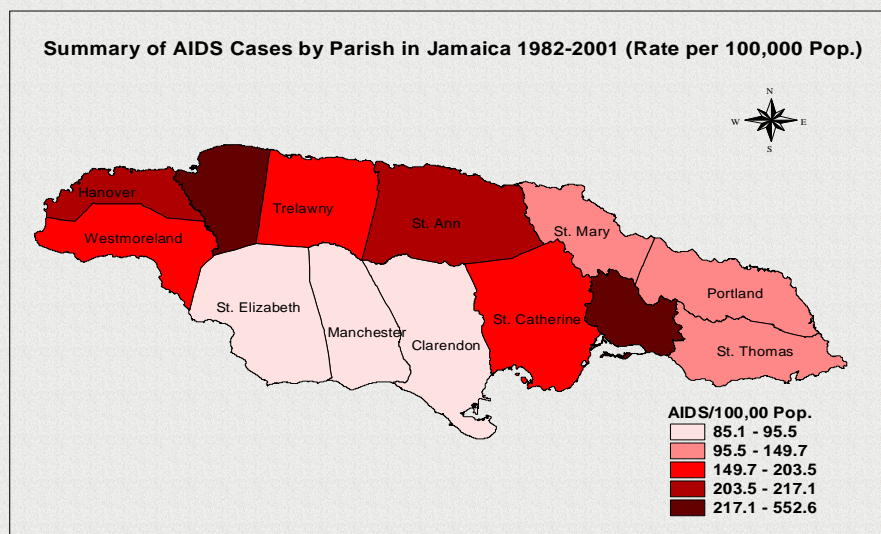 Summary of AIDS Cases by Parish in Jamaica 1982-2001 (Rate per 100,000 Pop.)
N
W E
S
Hanover
Trelawny
St. Ann
Westmoreland
St. Mary
St. Elizabeth
Manchester
Clarendon
St. Catherine
Portland
St. Thomas
AIDS/100,00 Pop.
85.1 - 95.5
95.5 - 149.7
149.7 - 203.5
203.5 - 217.1
217.1 - 552.6